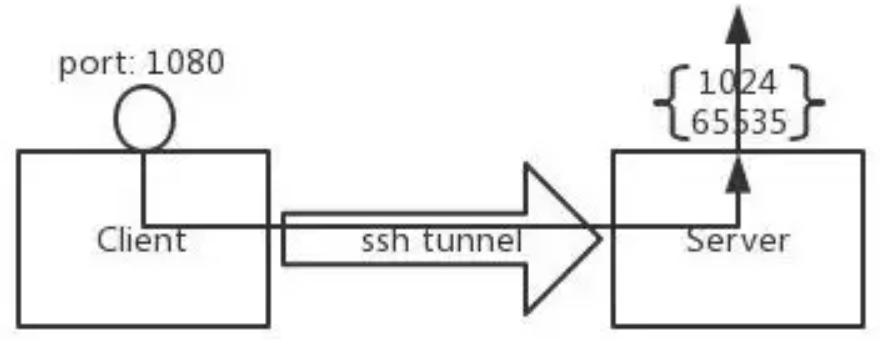 port: 1080
1024
65535
Client
ssh tunnel
Server